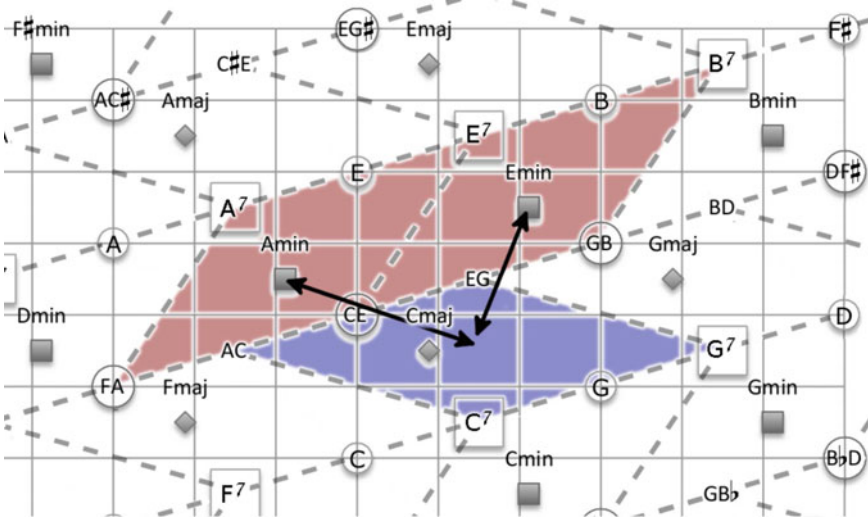 F♯min
EG♯
Emaj
F♯
C♯E
B⁷
AC♯
Amaj
B
Bmin
E⁷
E
Emin
DF♯
A⁷
BD
A
Amin
GB
Gmaj
EG
Dmin
CE
Cmaj
D
AC
G⁷
FA
Fmaj
G
Gmin
C⁷
C
Cmin
B♭D
F⁷
GB♭